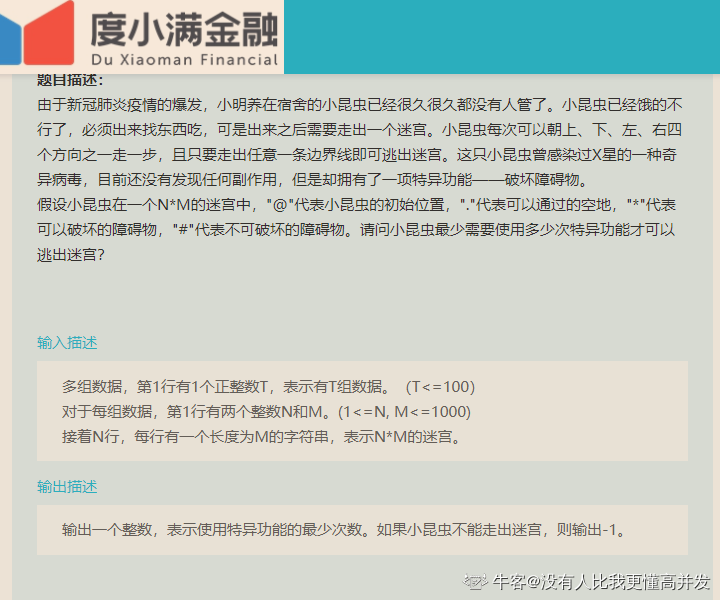 度小满金融
Du Xiaoman Financial
题目描述：
由于新冠肺炎疫情的爆发，小明养在宿舍的小昆虫已经很久很久都没有人管了。小昆虫已经饿的不
行了，必须出来找东西吃，可是出来之后需要走出一个迷宫。小昆虫每次可以朝上、下、左、右四
个方向之一走一步，且只要走出任意一条边界线即可逃出迷宫。这只小昆虫曾感染过X星的一种奇
异病毒，目前还没有发现任何副作用，但是却拥有了一项特异功能——破坏障碍物。
假设小昆虫在一个N*M的迷宫中，"@"代表小昆虫的初始位置，"."代表可以通过的空地，"*"代表
可以破坏的障碍物，"#"代表不可破坏的障碍物。请问小昆虫最少需要使用多少次特异功能才可以
逃出迷宫？
输入描述
多组数据，第1行有1个正整数T，表示有T组数据。（T<=100）
对于每组数据，第1行有两个整数N和M。(1<=N, M<=1000)
接着N行，每行有一个长度为M的字符串，表示N*M的迷宫。
输出描述
输出一个整数，表示使用特异功能的最少次数。如果小昆虫不能走出迷宫，则输出-1。
牛客@没有人比我更懂高并发